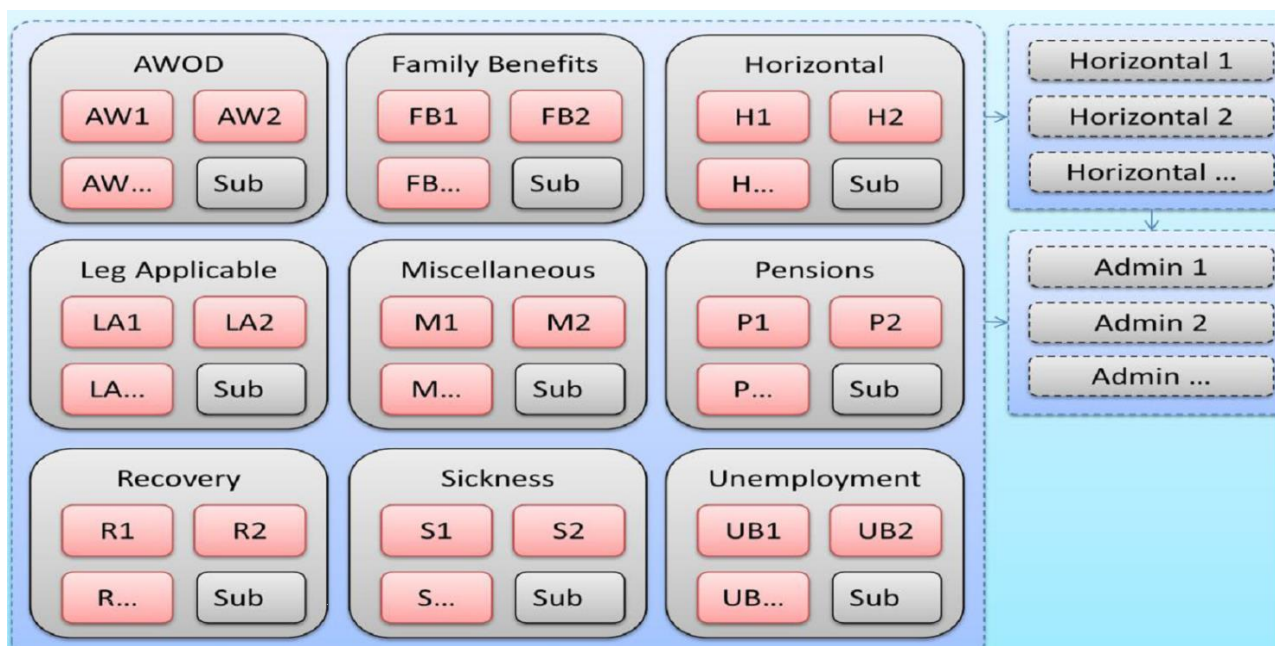 AWOD
AW1 AW2
AW... Sub
Family Benefits
FB1 FB2
FB... Sub
Horizontal
H1 H2
H... Sub
Leg Applicable
LA1 LA2
LA... Sub
Miscellaneous
M1 M2
M... Sub
Pensions
P1 P2
P... Sub
Recovery
R1 R2
R... Sub
Sickness
S1 S2
S... Sub
Unemployment
UB1 UB2
UB... Sub
Horizontal 1
Horizontal 2
Horizontal ...
Admin 1
Admin 2
Admin ...